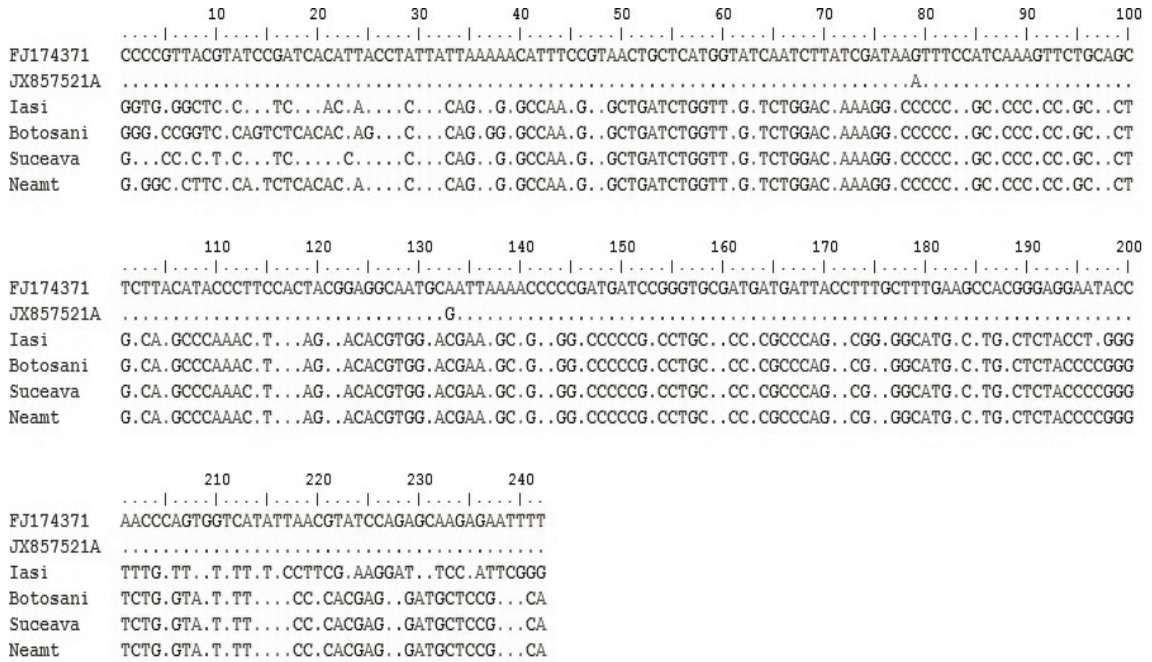 10 20 30 40 50 60 70 80 90 100
....|....|....|....|....|....|....|....|....|....|....|....|....|....|....|....|....|....|....|....|
FJ174371 CCCCGTTACGTATCCGATCACATTACCTATTATTAAAAACATTTCCGTAACTGCTCATGGTATCAATCTTATCGATAAGTTTCCATCAAAGTTCTGCAGC
JX857521A ..............................................................................A.....................
Iasi GGTG.GGCTC.C...TC...AC.A....C...CAG..G.GCCAA.G..GCTGATCTGGTT.G.TCTGGAC.AAAGG.CCCCC..GC.CCC.CC.GC..CT
Botosani GGG.CCGGTC.CAGTCTCACAC.AG...C...CAG.GG.GCCAA.G..GCTGATCTGGTT.G.TCTGGAC.AAAGG.CCCCC..GC.CCC.CC.GC..CT
Suceava G...CC.C.T.C...TC.....C.....C...CAG..G.GCCAA.G..GCTGATCTGGTT.G.TCTGGAC.AAAGG.CCCCC..GC.CCC.CC.GC..CT
Neamt G.GGC.CTTC.CA.TCTCACAC.A....C...CAG..G.GCCAA.G..GCTGATCTGGTT.G.TCTGGAC.AAAGG.CCCCC..GC.CCC.CC.GC..CT
110 120 130 140 150 160 170 180 190 200
....|....|....|....|....|....|....|....|....|....|....|....|....|....|....|....|....|....|....|....|
FJ174371 TCTTACATACCCTTCCACTACGGAGGCAATGCAATTAAAACCCCCGATGATCCGGGTGCGATGATGATTACCTTTGCTTTGAAGCCACGGGAGGAATACC
JX857521A ................................G...................................................................
Iasi G.CA.GCCCAAAC.T...AG..ACACGTGG.ACGAA.GC.G..GG.CCCCCG.CCTGC..CC.CGCCCAG..CGG.GGCATG.C.TG.CTCTACCT.GGG
Botosani G.CA.GCCCAAAC.T...AG..ACACGTGG.ACGAA.GC.G..GG.CCCCCG.CCTGC..CC.CGCCCAG..CG..GGCATG.C.TG.CTCTACCCCGGG
Suceava G.CA.GCCCAAAC.T...AG..ACACGTGG.ACGAA.GC.G..GG.CCCCCG.CCTGC..CC.CGCCCAG..CG..GGCATG.C.TG.CTCTACCCCGGG
Neamt G.CA.GCCCAAAC.T...AG..ACACGTGG.ACGAA.GC.G..GG.CCCCCG.CCTGC..CC.CGCCCAG..CG..GGCATG.C.TG.CTCTACCCCGGG
210 220 230 240
....|....|....|....|....|....|....|....|..
FJ174371 AACCCAGTGGTCATATTAACGTATCCAGAGCAAGAGAATTTT
JX857521A ..........................................
Iasi TTTG.TT..T.TT.T.CCTTCG.AAGGAT..TCC.ATTCGGG
Botosani TCTG.GTA.T.TT....CC.CACGAG..GATGCTCCG...CA
Suceava TCTG.GTA.T.TT....CC.CACGAG..GATGCTCCG...CA
Neamt TCTG.GTA.T.TT....CC.CACGAG..GATGCTCCG...CA